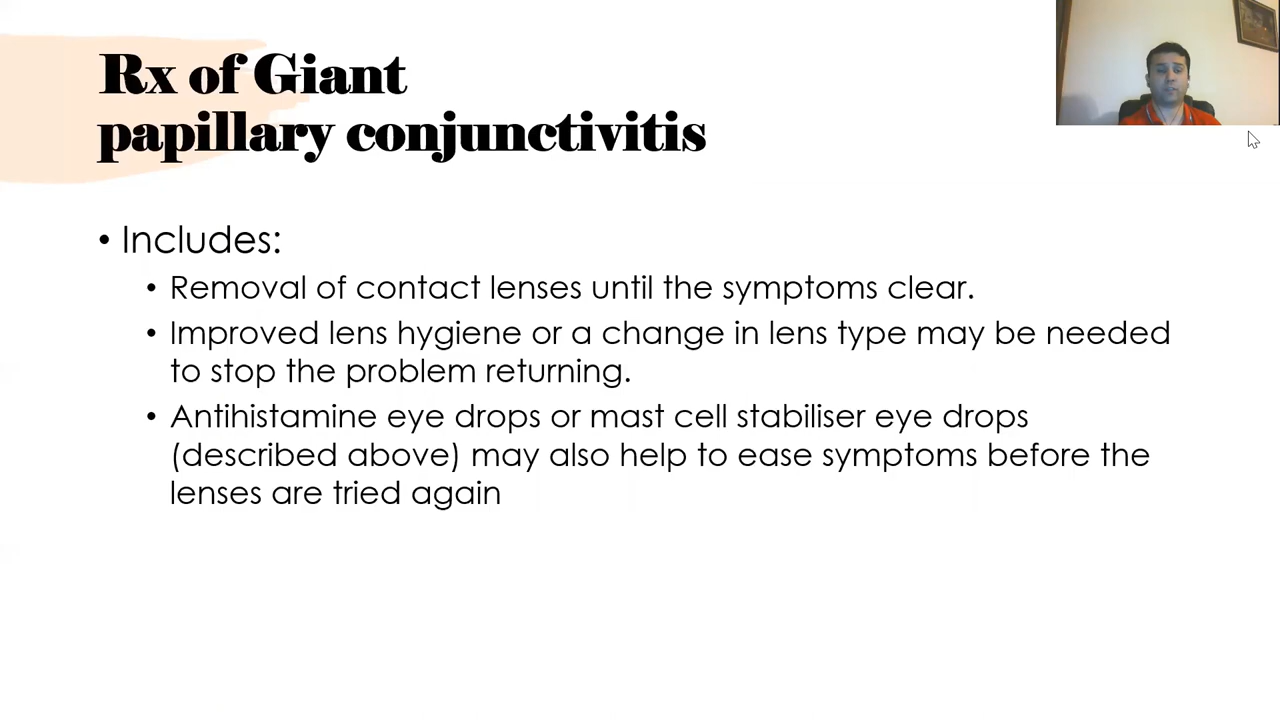 Rx of Giant
papillary conjunctivitis
• Includes:
• Removal of contact lenses until the symptoms clear.
• Improved lens hygiene or a change in lens type may be needed
to stop the problem returning.
• Antihistamine eye drops or mast cell stabiliser eye drops
(described above) may also help to ease symptoms before the
lenses are tried again